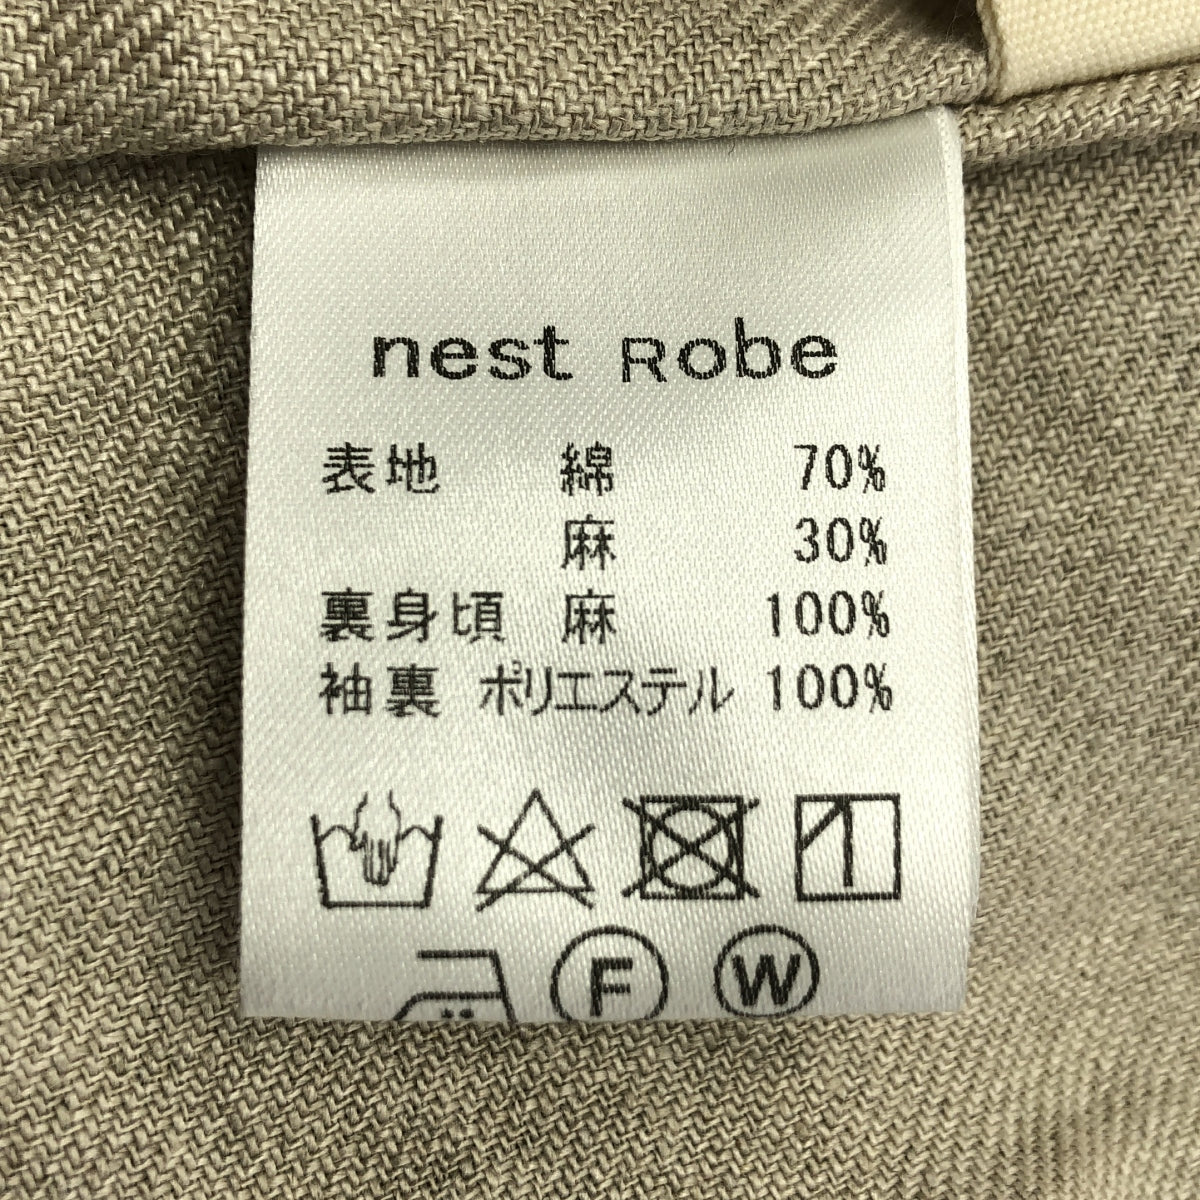 nest Robe
表地 綿 70%
麻 30%
裏身頃 麻 100%
袖裏 ポリエステル 100%
F W